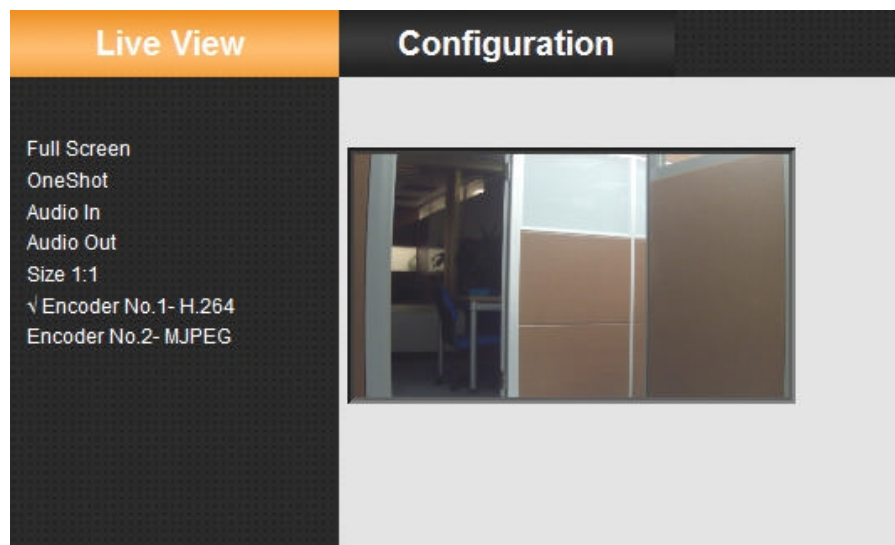 Live View
Configuration
Full Screen
OneShot
Audio In
Audio Out
Size 1:1
√ Encoder No.1- H.264
Encoder No.2- MJPEG